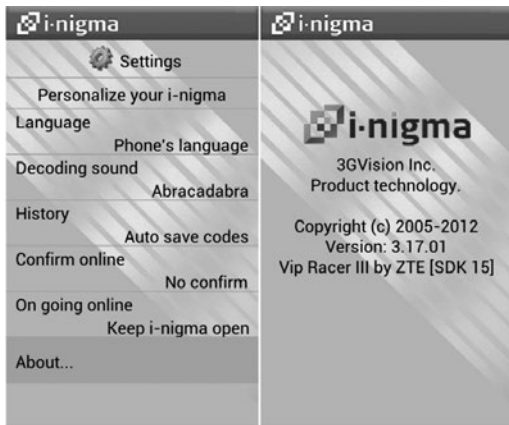 i-nigma
Settings
Personalize your i-nigma
Language
Phone's language
Decoding sound
Abracadabra
History
Auto save codes
Confirm online
No confirm
On going online
Keep i-nigma open
About...
i-nigma
i-nigma
3GVision Inc.
Product technology.
Copyright (c) 2005-2012
Version: 3.17.01
Vip Racer III by ZTE [SDK 15]